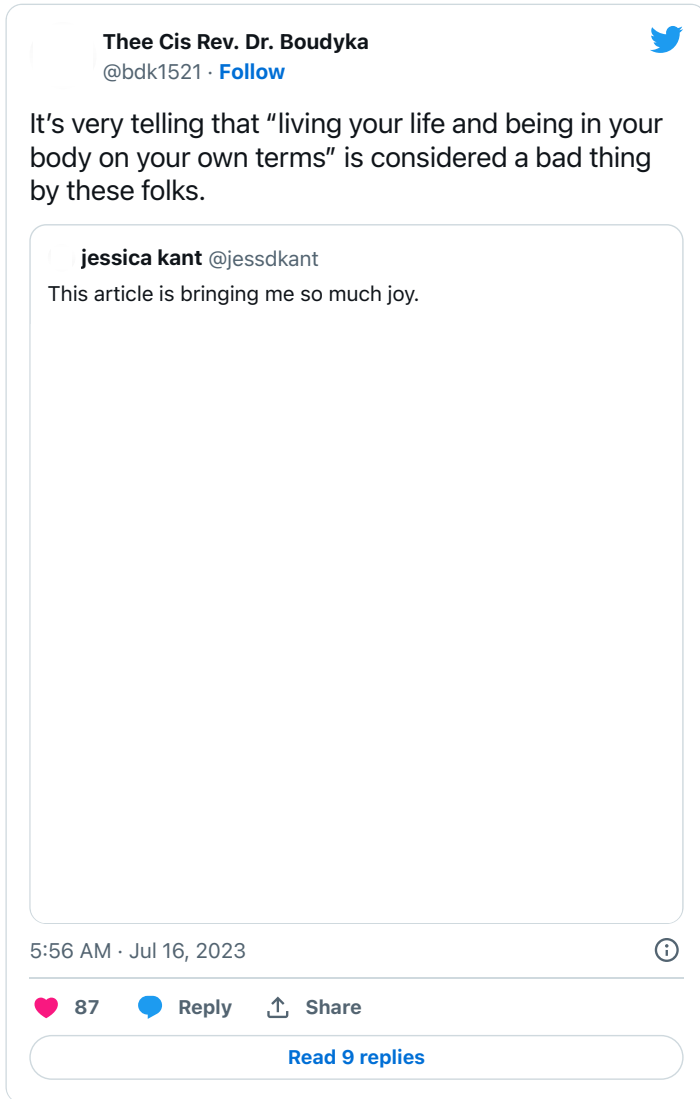 Thee Cis Rev. Dr. Boudyka
@bdk1521 · Follow
It’s very telling that “living your life and being in your
body on your own terms” is considered a bad thing
by these folks.
jessica kant @jessdkant
This article is bringing me so much joy.
5:56 AM · Jul 16, 2023
87 Reply Share
Read 9 replies